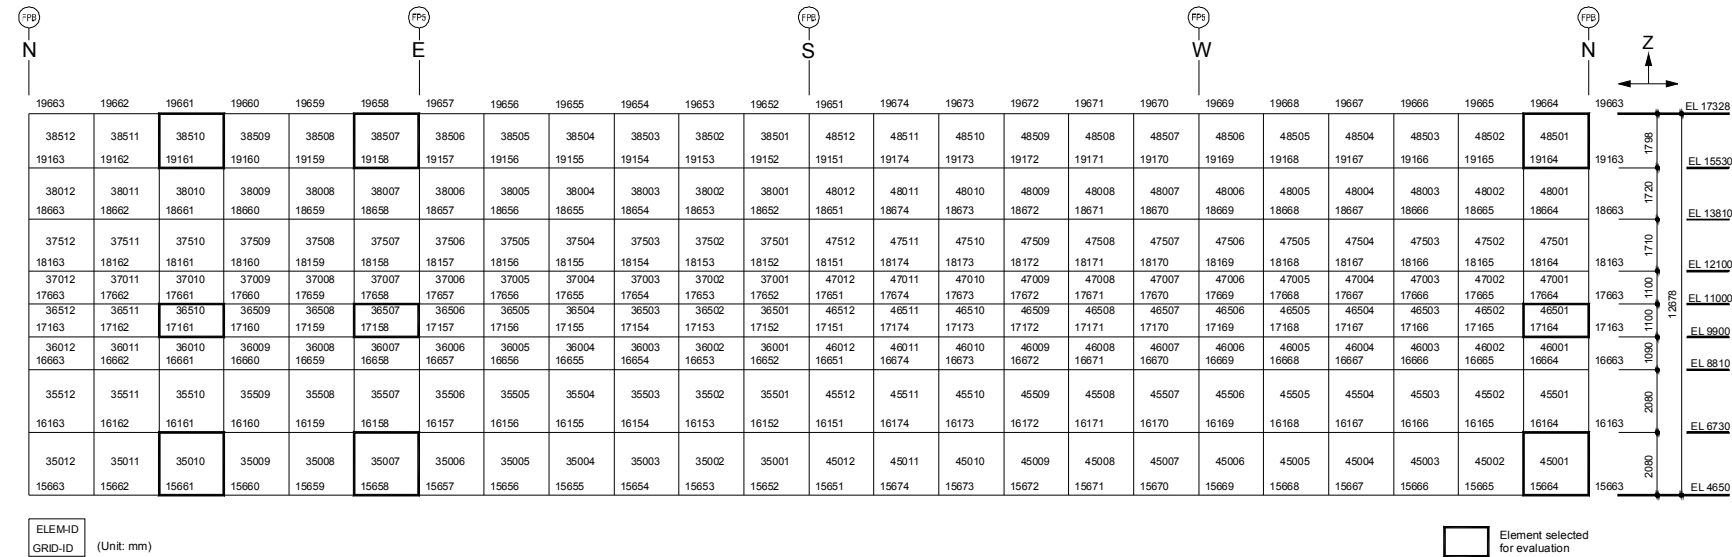 FPB FPS FPB FPS FPB
N E S W N Z
19663 19662 19661 19660 19659 19658 19657 19656 19655 19654 19653 19652 19651 19674 19673 19672 19671 19670 19669 19668 19667 19666 19665 19664 19663 EL 17328
38512 38511 38510 38509 38508 38507 38506 38505 38504 38503 38502 38501 48512 48511 48510 48509 48508 48507 48506 48505 48504 48503 48502 48501 1798
19163 19162 19161 19160 19159 19158 19157 19156 19155 19154 19153 19152 19151 19174 19173 19172 19171 19170 19169 19168 19167 19166 19165 19164 19163 EL 15530
38012 38011 38010 38009 38008 38007 38006 38005 38004 38003 38002 38001 48012 48011 48010 48009 48008 48007 48006 48005 48004 48003 48002 48001 1720
18663 18662 18661 18660 18659 18658 18657 18656 18655 18654 18653 18652 18651 18674 18673 18672 18671 18670 18669 18668 18667 18666 18665 18664 18663 EL 13810
37512 37511 37510 37509 37508 37507 37506 37505 37504 37503 37502 37501 47512 47511 47510 47509 47508 47507 47506 47505 47504 47503 47502 47501 1710
18163 18162 18161 18160 18159 18158 18157 18156 18155 18154 18153 18152 18151 18174 18173 18172 18171 18170 18169 18168 18167 18166 18165 18164 18163 EL 12100
37012 37011 37010 37009 37008 37007 37006 37005 37004 37003 37002 37001 47012 47011 47010 47009 47008 47007 47006 47005 47004 47003 47002 47001 1100
17663 17662 17661 17660 17659 17658 17657 17656 17655 17654 17653 17652 17651 17674 17673 17672 17671 17670 17669 17668 17667 17666 17665 17664 17663 EL 11000
12678
36512 36511 36510 36509 36508 36507 36506 36505 36504 36503 36502 36501 46512 46511 46510 46509 46508 46507 46506 46505 46504 46503 46502 46501 1100
17163 17162 17161 17160 17159 17158 17157 17156 17155 17154 17153 17152 17151 17174 17173 17172 17171 17170 17169 17168 17167 17166 17165 17164 17163 EL 9900
36012 36011 36010 36009 36008 36007 36006 36005 36004 36003 36002 36001 46012 46011 46010 46009 46008 46007 46006 46005 46004 46003 46002 46001 1090
16663 16662 16661 16660 16659 16658 16657 16656 16655 16654 16653 16652 16651 16674 16673 16672 16671 16670 16669 16668 16667 16666 16665 16664 16663 EL 8810
35512 35511 35510 35509 35508 35507 35506 35505 35504 35503 35502 35501 45512 45511 45510 45509 45508 45507 45506 45505 45504 45503 45502 45501 2080
16163 16162 16161 16160 16159 16158 16157 16156 16155 16154 16153 16152 16151 16174 16173 16172 16171 16170 16169 16168 16167 16166 16165 16164 16163 EL 6730
35012 35011 35010 35009 35008 35007 35006 35005 35004 35003 35002 35001 45012 45011 45010 45009 45008 45007 45006 45005 45004 45003 45002 45001 2080
15663 15662 15661 15660 15659 15658 15657 15656 15655 15654 15653 15652 15651 15674 15673 15672 15671 15670 15669 15668 15667 15666 15665 15664 15663 EL 4650
ELEM-ID
GRID-ID (Unit: mm)
Element selected
for evaluation